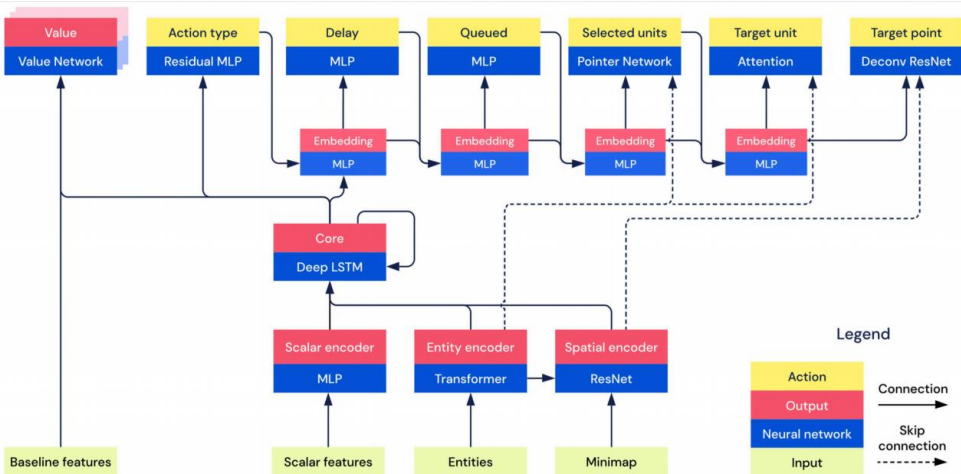 Value
Value Network
Action type
Residual MLP
Delay
MLP
Queued
MLP
Selected units
Pointer Network
Target unit
Attention
Target point
Deconv ResNet
Embedding
MLP
Embedding
MLP
Embedding
MLP
Embedding
MLP
Core
Deep LSTM
Scalar encoder
MLP
Entity encoder
Transformer
Spatial encoder
ResNet
Baseline features
Scalar features
Entities
Minimap
Legend
Action
Output
Neural network
Input
Connection
Skip
connection